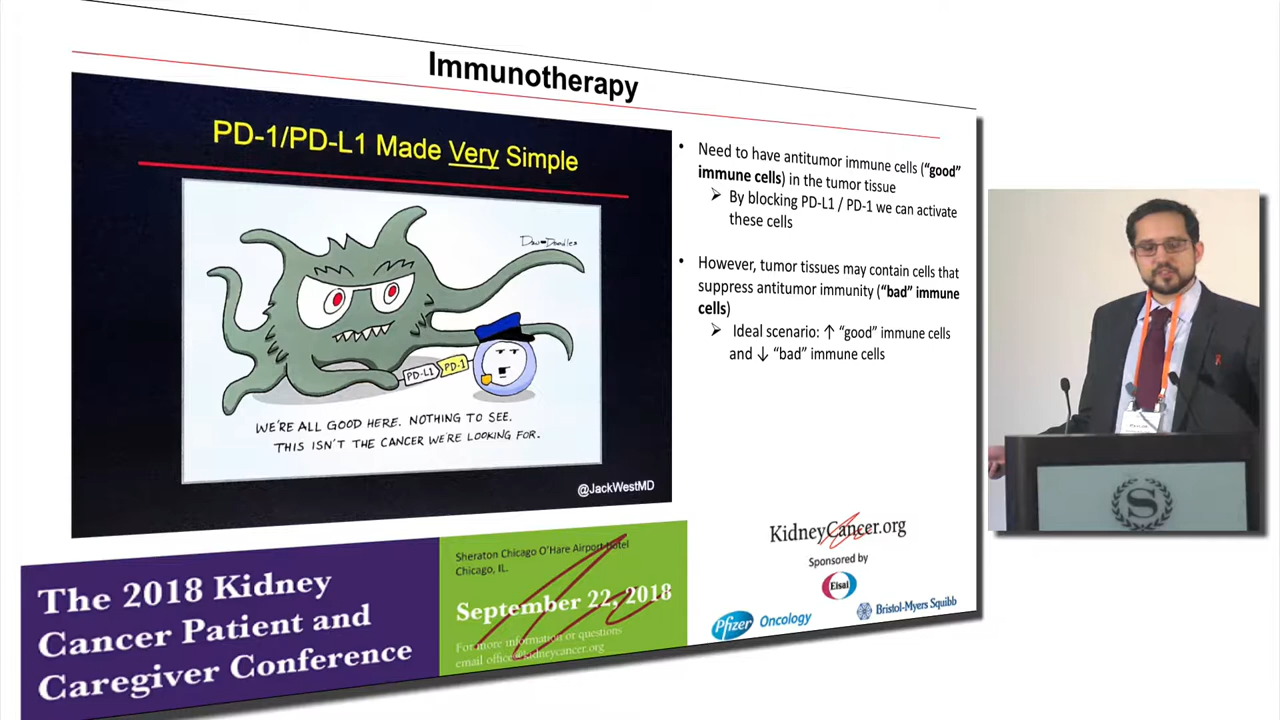 Immunotherapy
PD-1/PD-L1 Made Very Simple
Daw-Doodles
PD-L1
PD-1
WE'RE ALL GOOD HERE. NOTHING TO SEE.
THIS ISN'T THE CANCER WE'RE LOOKING FOR.
@JackWestMD
• Need to have antitumor immune cells (“good”
immune cells) in the tumor tissue
➢ By blocking PD-L1 / PD-1 we can activate
these cells
• However, tumor tissues may contain cells that
suppress antitumor immunity (“bad” immune
cells)
➢ Ideal scenario: ↑ “good” immune cells
and ↓ “bad” immune cells
The 2018 Kidney
Cancer Patient and
Caregiver Conference
Sheraton Chicago O'Hare Airport Hotel
Chicago, IL.
September 22, 2018
For more information or questions
email office@kidneycancer.org
KidneyCancer.org
Sponsored by
Eisai
Pfizer Oncology
Bristol-Myers Squibb
S